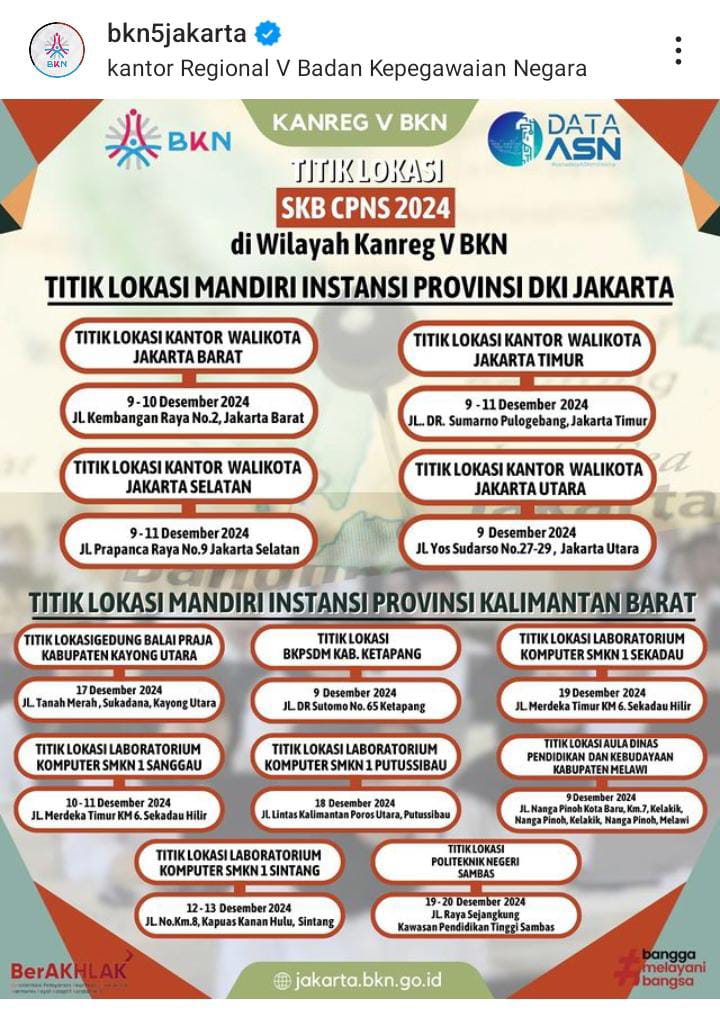 bkn5jakarta
BKN
kantor Regional V Badan Kepegawaian Negara
BKN
KANREG V BKN
DATA
ASN
TITIK LOKASI
SKB CPNS 2024
di Wilayah Kanreg V BKN
TITIK LOKASI MANDIRI INSTANSI PROVINSI DKI JAKARTA
TITIK LOKASI KANTOR WALIKOTA
JAKARTA BARAT
9-10 Desember 2024
JL Kembangan Raya No.2, Jakarta Barat
TITIK LOKASI KANTOR WALIKOTA
JAKARTA TIMUR
9 -11 Desember 2024
JL.. DR. Sumarno Pulogebang, Jakarta Timur
TITIK LOKASI KANTOR WALIKOTA
JAKARTA SELATAN
9-11 Desember 2024
JL Prapanca Raya No.9 Jakarta Selatan
TITIK LOKASI KANTOR WALIKOTA
JAKARTA UTARA
9 Desember 2024
JL Yos Sudarso No.27-29 , Jakarta Utara
TITIK LOKASI MANDIRI INSTANSI PROVINSI KALIMANTAN BARAT
TITIK LOKASIGEDUNG BALAI PRAJA
KABUPATEN KAYONG UTARA
17 Desember 2024
JL. Tanah Merah , Sukadana, Kayong Utara
TITIK LOKASI
BKPSDM KAB. KETAPANG
9 Desember 2024
JL. DR Sutomo No. 65 Ketapang
TITIK LOKASI LABORATORIUM
KOMPUTER SMKN 1 SEKADAU
19 Desember 2024
JL. Merdeka Timur KM 6. Sekadau Hilir
TITIK LOKASI LABORATORIUM
KOMPUTER SMKN 1 SANGGAU
10-11 Desember 2024
JL. Merdeka Timur KM 6. Sekadau Hilir
TITIK LOKASI LABORATORIUM
KOMPUTER SMKN 1 PUTUSSIBAU
18 Desember 2024
JL. Lintas Kalimantan Poros Utara, Putussibau
TITIK LOKASI AULA DINAS
PENDIDIKAN DAN KEBUDAYAAN
KABUPATEN MELAWI
9 Desember 2024
JL. Nanga Pinoh Kota Baru, Km.7, Kelakik,
Nanga Pinoh, Kelakik, Nanga Pinoh, Melawi
TITIK LOKASI LABORATORIUM
KOMPUTER SMKN 1 SINTANG
12 -13 Desember 2024
JL. No.Km.8, Kapuas Kanan Hulu, Sintang
TITIK LOKASI
POLITEKNIK NEGERI
SAMBAS
19-20 Desember 2024
JL. Raya Sejangkung
Kawasan Pendidikan Tinggi Sambas
BerAKHLAK
jakarta.bkn.go.id
#bangga
melayani
bangsa